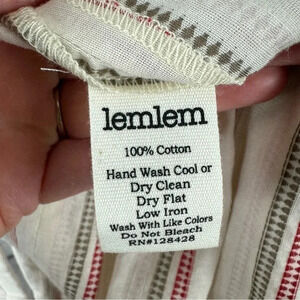 lemlem
100% Cotton
Hand Wash Cool or
Dry Clean
Dry Flat
Low Iron
Wash With Like Colors
Do Not Bleach
RN#128428